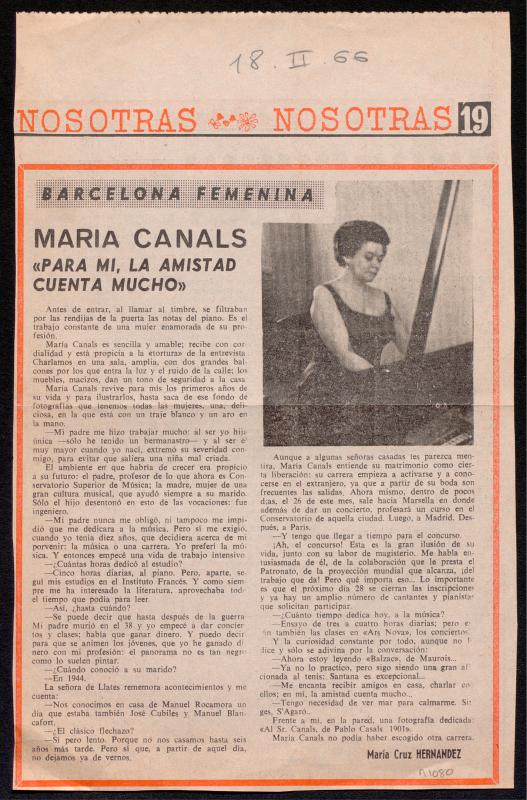 18 . II . 66
NOSOTRAS NOSOTRAS 19
BARCELONA FEMENINA
MARIA CANALS
«PARA MI, LA AMISTAD
CUENTA MUCHO»
Antes de entrar, al llamar al timbre, se filtraban
por las rendijas de la puerta las notas del piano. Es el
trabajo constante de una mujer enamorada de su pro-
fesión.
María Canals es sencilla y amable; recibe con cor-
dialidad y está propicia a la «tortura» de la entrevista.
Charlamos en una sala, amplia, con dos grandes bal-
cones por los que entra la luz y el ruido de la calle; los
muebles, macizos, dan un tono de seguridad a la casa
María Canals revive para mis los primeros años de
su vida y para ilustrarlos, hasta saca de ese fondo de
fotografías que tenemos todas las mujeres, una, deli-
ciosa, en la que está con un traje blanco y un aro en
la mano.
—Mi padre me hizo trabajar mucho: al ser yo hija
única —sólo he tenido un hermanastro— y al ser él
muy mayor cuando yo nací, extremó su severidad con-
migo, para evitar que saliera una niña mal criada.
El ambiente en que habría de crecer era propicio
a su futuro: el padre, profesor de lo que ahora es Con-
servatorio Superior de Música; la madre, mujer de una
gran cultura musical, que ayudó siempre a su marido.
Sólo el hijo desentonó en esto de las vocaciones: fue
ingeniero.
—Mi padre nunca me obligó, ni tampoco me impi-
dió que me dedicara a la música. Pero sí me exigió,
cuando yo tenía diez años, que decidiera acerca de mi
porvenir: la música o una carrera. Yo preferí la mú-
sica. Y entonces empecé una vida de trabajo intensivo
—¿Cuántas horas dedicó al estudio?
—Cinco horas diarias, al piano. Pero, aparte, se-
guí mis estudios en el Instituto Francés. Y como siem-
pre me ha interesado la literatura, aprovechaba todo
el tiempo que podía para leer.
—Así, ¿hasta cuándo?
—Se puede decir que hasta después de la guerra.
Mi padre murió en el 38 y yo empecé a dar concier-
tos y clases; había que ganar dinero. Y puedo decir
para que se animen los jóvenes, que yo he ganado di-
nero con mi profesión: el panorama no es tan negro
como lo suelen pintar.
—¿Cuándo conoció a su marido?
—En 1944.
La señora de Llates rememora acontecimientos y me
cuenta:
—Nos conocimos en casa de Manuel Rocamora un
día que estaba también José Cubiles y Manuel Blan-
cafort.
—¿El clásico flechazo?
—Sí pero lento. Porque no nos casamos hasta seis
años más tarde. Pero sí que, a partir de aquel día,
no dejamos ya de vernos.
Aunque a algunas señoras casadas les parezca men-
tira, María Canals entiende su matrimonio como cier-
ta liberación: su carrera empieza a activarse y a cono-
cerse en el extranjero, ya que a partir de su boda son
frecuentes las salidas. Ahora mismo, dentro de pocos
días, el 26 de este mes, sale hacia Marsella en donde
además de dar un concierto, profesará un curso en el
Conservatorio de aquella ciudad. Luego, a Madrid. Des-
pués, a París.
—Y tengo que llegar a tiempo para el concurso.
¡Ah, el concurso! Esta es la gran ilusión de su
vida, junto con su labor de magisterio. Me habla en-
tusiasmada de él, de la colaboración que le presta el
Patronato, de la proyección mundial que alcanza, ¡del
trabajo que da! Pero qué importa eso... Lo importante
es que el próximo día 28 se cierran las inscripciones
y ya hay un amplio número de cantantes y pianistas
que solicitan participar.
—¿Cuánto tiempo dedica hoy, a la música?
—Ensayo de tres a cuatro horas diarias; pero es-
tán también las clases en «Ars Nova», los conciertos.
Y la curiosidad constante por todo, aunque no lo
dice y sólo se adivina por la conversación:
—Ahora estoy leyendo «Balzac», de Maurois...
—Ya no lo practico, pero sigo siendo una gran afi-
cionada al tenis: Santana es excepcional...
—Me encanta recibir amigos en casa, charlar con
ellos; en mí, la amistad cuenta mucho...
—Tengo necesidad de ver mar para calmarme. Sit-
ges, S'Agaró.
Frente a mí, en la pared, una fotografía dedicada:
«Al Sr. Canals, de Pablo Casals 1901».
María Canals no podía haber escogido otra carrera.
María Cruz HERNANDEZ
n1080